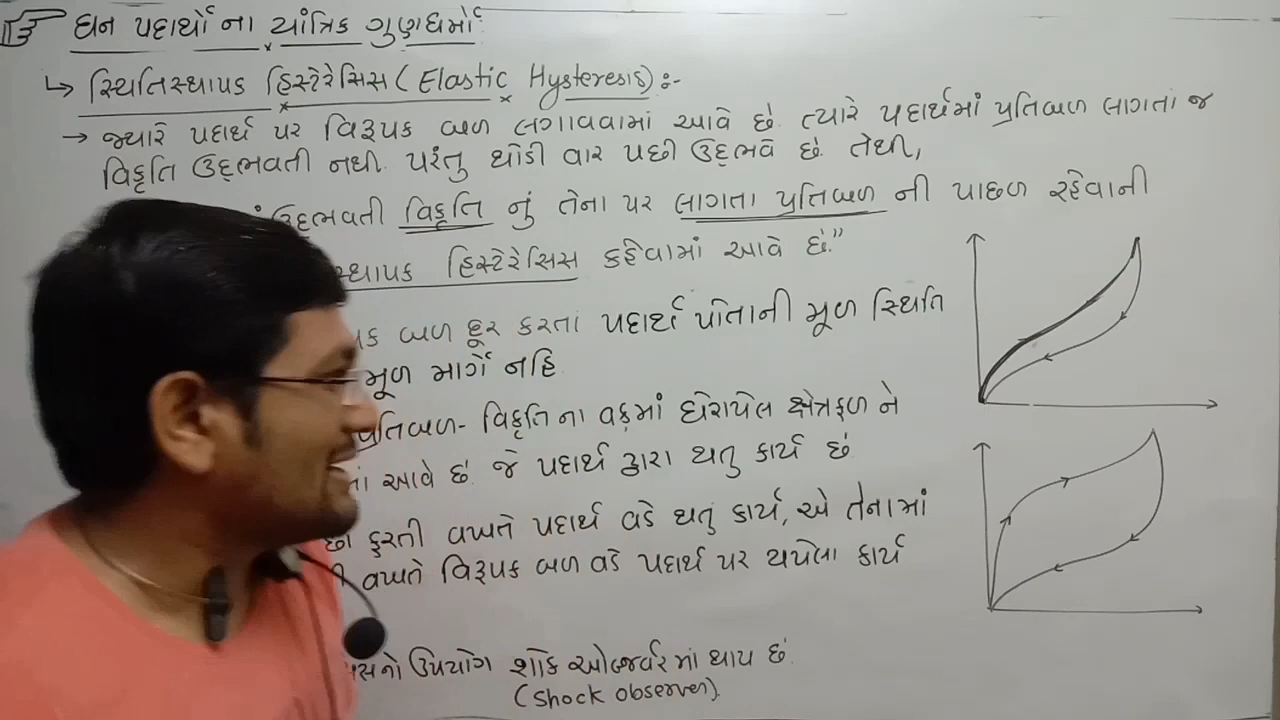 ઘન પદાર્થો ના યાંત્રિક ગુણધર્મો
સ્થિતિસ્થાપક હિસ્ટેરેસિસ (Elastic Hysteresis) :-
→ જ્યારે પદાર્થ પર વિરૂપક બળ લગાવવામાં આવે છે. ત્યારે પદાર્થમાં પ્રતિબળ લાગતાં જ
વિકૃતિ ઉદ્‌ભવતી નથી. પરંતુ થોડી વાર પછી ઉદ્‌ભવે છે. તેથી,
ઉદ્‌ભવતી વિકૃતિ નું તેના પર લાગતા પ્રતિબળ ની પાછળ રહેવાની
સ્થાપક હિસ્ટેરેસિસ કહેવામાં આવે છે."
બળ દૂર કરતાં પદાર્થ પોતાની મૂળ સ્થિતિ
મૂળ માર્ગે નહિ
પ્રતિબળ - વિકૃતિ ના વક્રમાં ઘેરાયેલ ક્ષેત્રફળ ને
આવે છે. જે પદાર્થ દ્વારા થતુ કાર્ય છે
ફરતી વખતે પદાર્થ વડે થતું કાર્ય, એ તેનામાં
વખતે વિરૂપક બળ વડે પદાર્થ પર થયેલા કાર્ય
ઉપયોગ શોક ઓબ્જર્વર માં થાય છે.
(Shock observer).